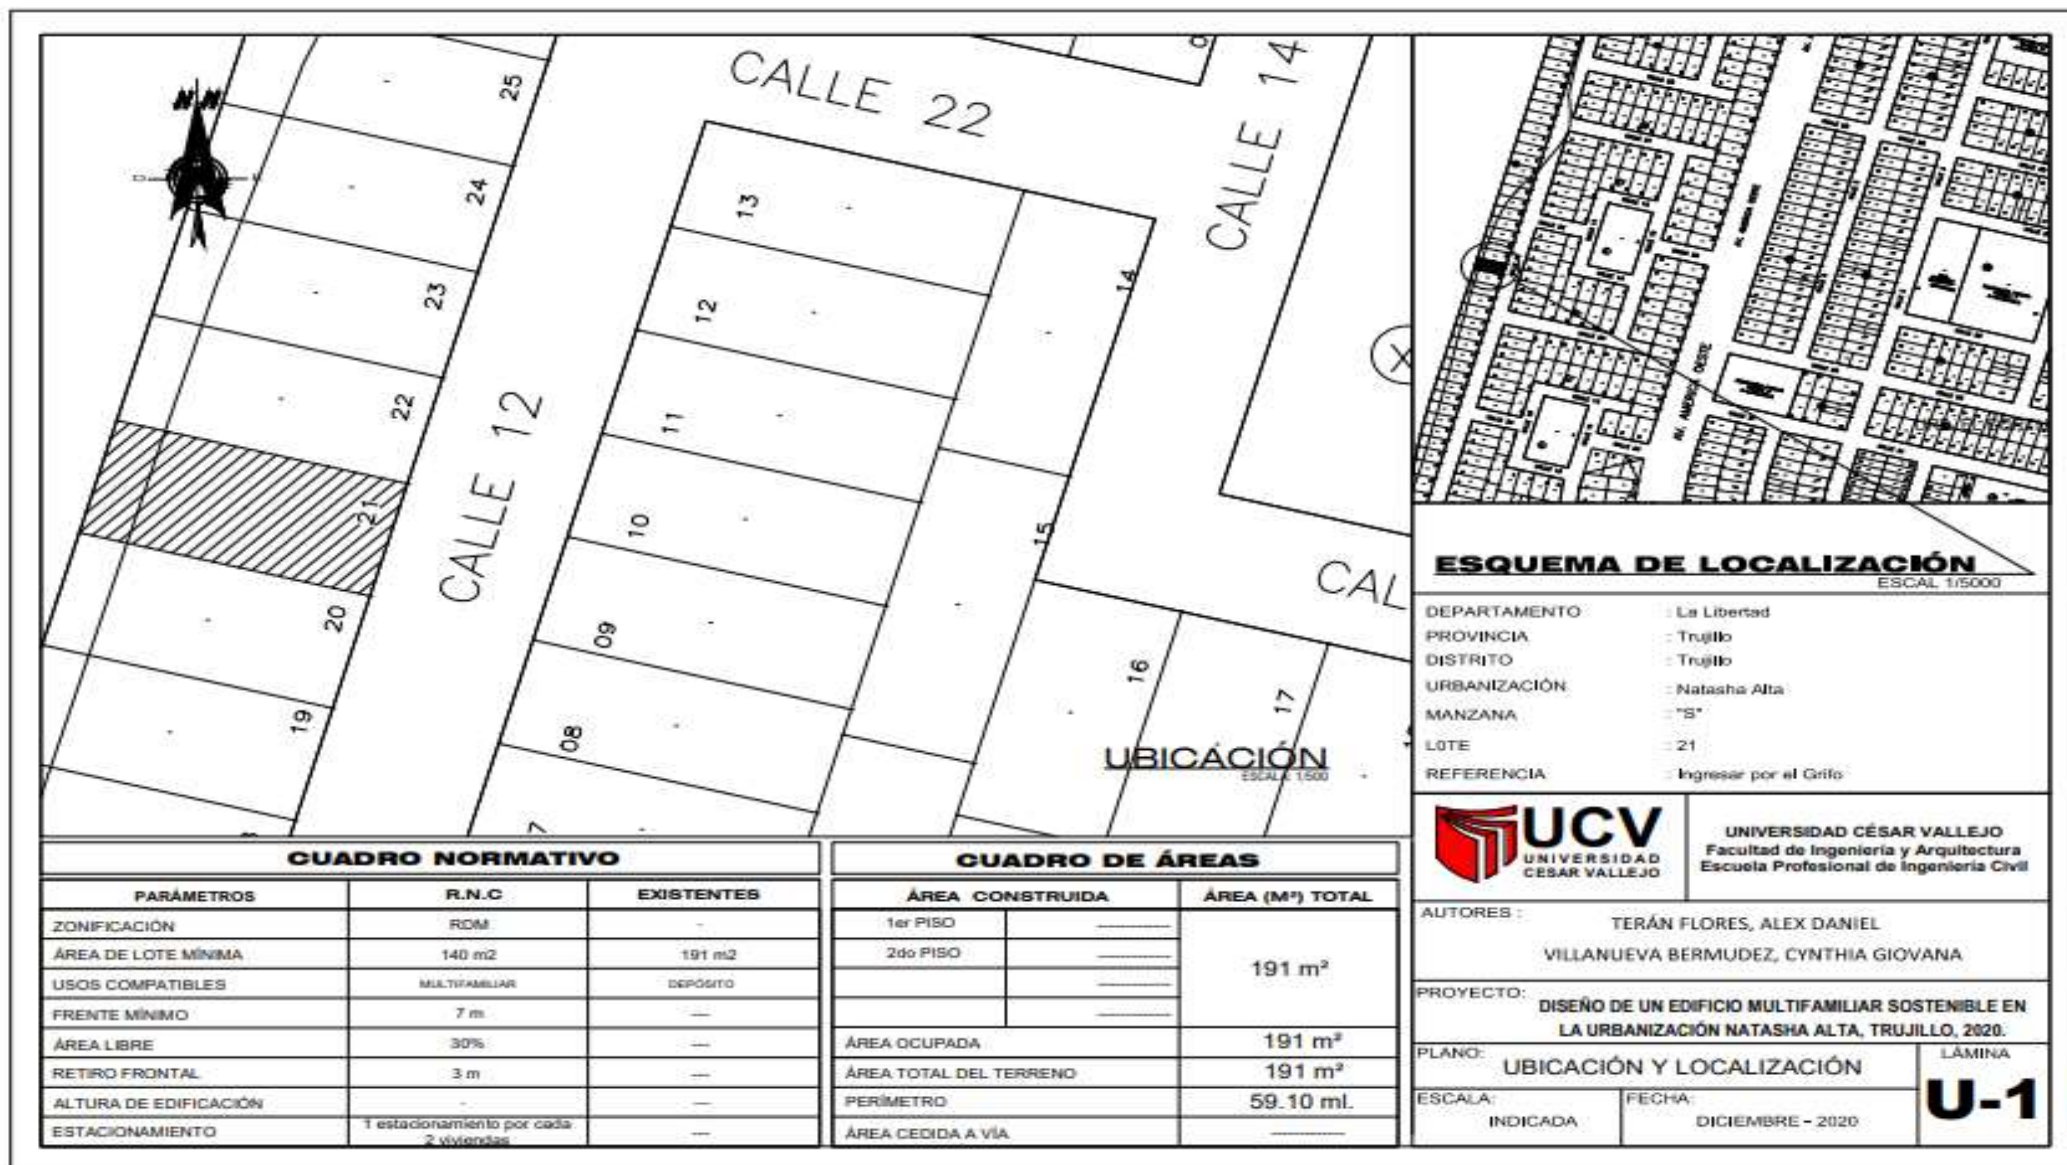 N N
CALLE 22
CALLE 14
CALLE 12
CAL
X
25
24
23
22
21
20
19
13
12
11
10
09
08
14
15
16
17
UBICACIÓN
ESCALA: 1/500
AV. AMERICA OESTE
ESQUEMA DE LOCALIZACIÓN
ESCAL 1/5000
DEPARTAMENTO : La Libertad
PROVINCIA : Trujillo
DISTRITO : Trujillo
URBANIZACIÓN : Natasha Alta
MANZANA : "S"
LOTE : 21
REFERENCIA : Ingresar por el Grifo
UCV
UNIVERSIDAD
CESAR VALLEJO
UNIVERSIDAD CÉSAR VALLEJO
Facultad de Ingeniería y Arquitectura
Escuela Profesional de Ingeniería Civil
AUTORES :
TERÁN FLORES, ALEX DANIEL
VILLANUEVA BERMUDEZ, CYNTHIA GIOVANA
PROYECTO: DISEÑO DE UN EDIFICIO MULTIFAMILIAR SOSTENIBLE EN
LA URBANIZACIÓN NATASHA ALTA, TRUJILLO, 2020.
PLANO: UBICACIÓN Y LOCALIZACIÓN
LÁMINA
U-1
ESCALA: INDICADA
FECHA: DICIEMBRE - 2020
CUADRO NORMATIVO
PARÁMETROS R.N.C EXISTENTES
ZONIFICACIÓN RDM -
ÁREA DE LOTE MÍNIMA 140 m2 191 m2
USOS COMPATIBLES MULTIFAMILIAR DEPÓSITO
FRENTE MÍNIMO 7 m ---
ÁREA LIBRE 30% ---
RETIRO FRONTAL 3 m ---
ALTURA DE EDIFICACIÓN - ---
ESTACIONAMIENTO 1 estacionamiento por cada 2 viviendas ---
CUADRO DE ÁREAS
ÁREA CONSTRUIDA ÁREA (M²) TOTAL
1er PISO ------------
2do PISO ------------
191 m²
ÁREA OCUPADA 191 m²
ÁREA TOTAL DEL TERRENO 191 m²
PERÍMETRO 59.10 ml.
ÁREA CEDIDA A VÍA ------------